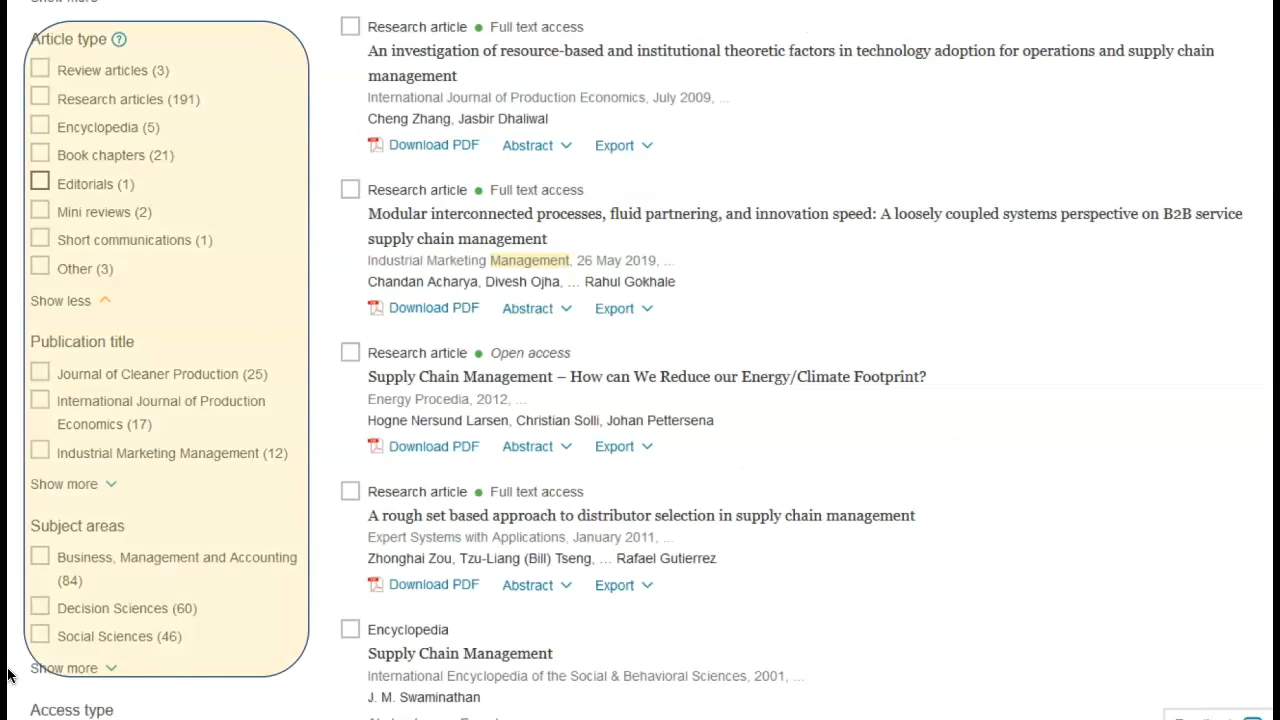 Show more
Article type ?
Review articles (3)
Research articles (191)
Encyclopedia (5)
Book chapters (21)
Editorials (1)
Mini reviews (2)
Short communications (1)
Other (3)
Show less
Publication title
Journal of Cleaner Production (25)
International Journal of Production
Economics (17)
Industrial Marketing Management (12)
Show more
Subject areas
Business, Management and Accounting
(84)
Decision Sciences (60)
Social Sciences (46)
Show more
Access type
Research article • Full text access
An investigation of resource-based and institutional theoretic factors in technology adoption for operations and supply chain
management
International Journal of Production Economics, July 2009, ...
Cheng Zhang, Jasbir Dhaliwal
Download PDF Abstract Export
Research article • Full text access
Modular interconnected processes, fluid partnering, and innovation speed: A loosely coupled systems perspective on B2B service
supply chain management
Industrial Marketing Management, 26 May 2019, ...
Chandan Acharya, Divesh Ojha, ... Rahul Gokhale
Download PDF Abstract Export
Research article • Open access
Supply Chain Management – How can We Reduce our Energy/Climate Footprint?
Energy Procedia, 2012, ...
Hogne Nersund Larsen, Christian Solli, Johan Pettersena
Download PDF Abstract Export
Research article • Full text access
A rough set based approach to distributor selection in supply chain management
Expert Systems with Applications, January 2011, ...
Zhonghai Zou, Tzu-Liang (Bill) Tseng, ... Rafael Gutierrez
Download PDF Abstract Export
Encyclopedia
Supply Chain Management
International Encyclopedia of the Social & Behavioral Sciences, 2001, ...
J. M. Swaminathan